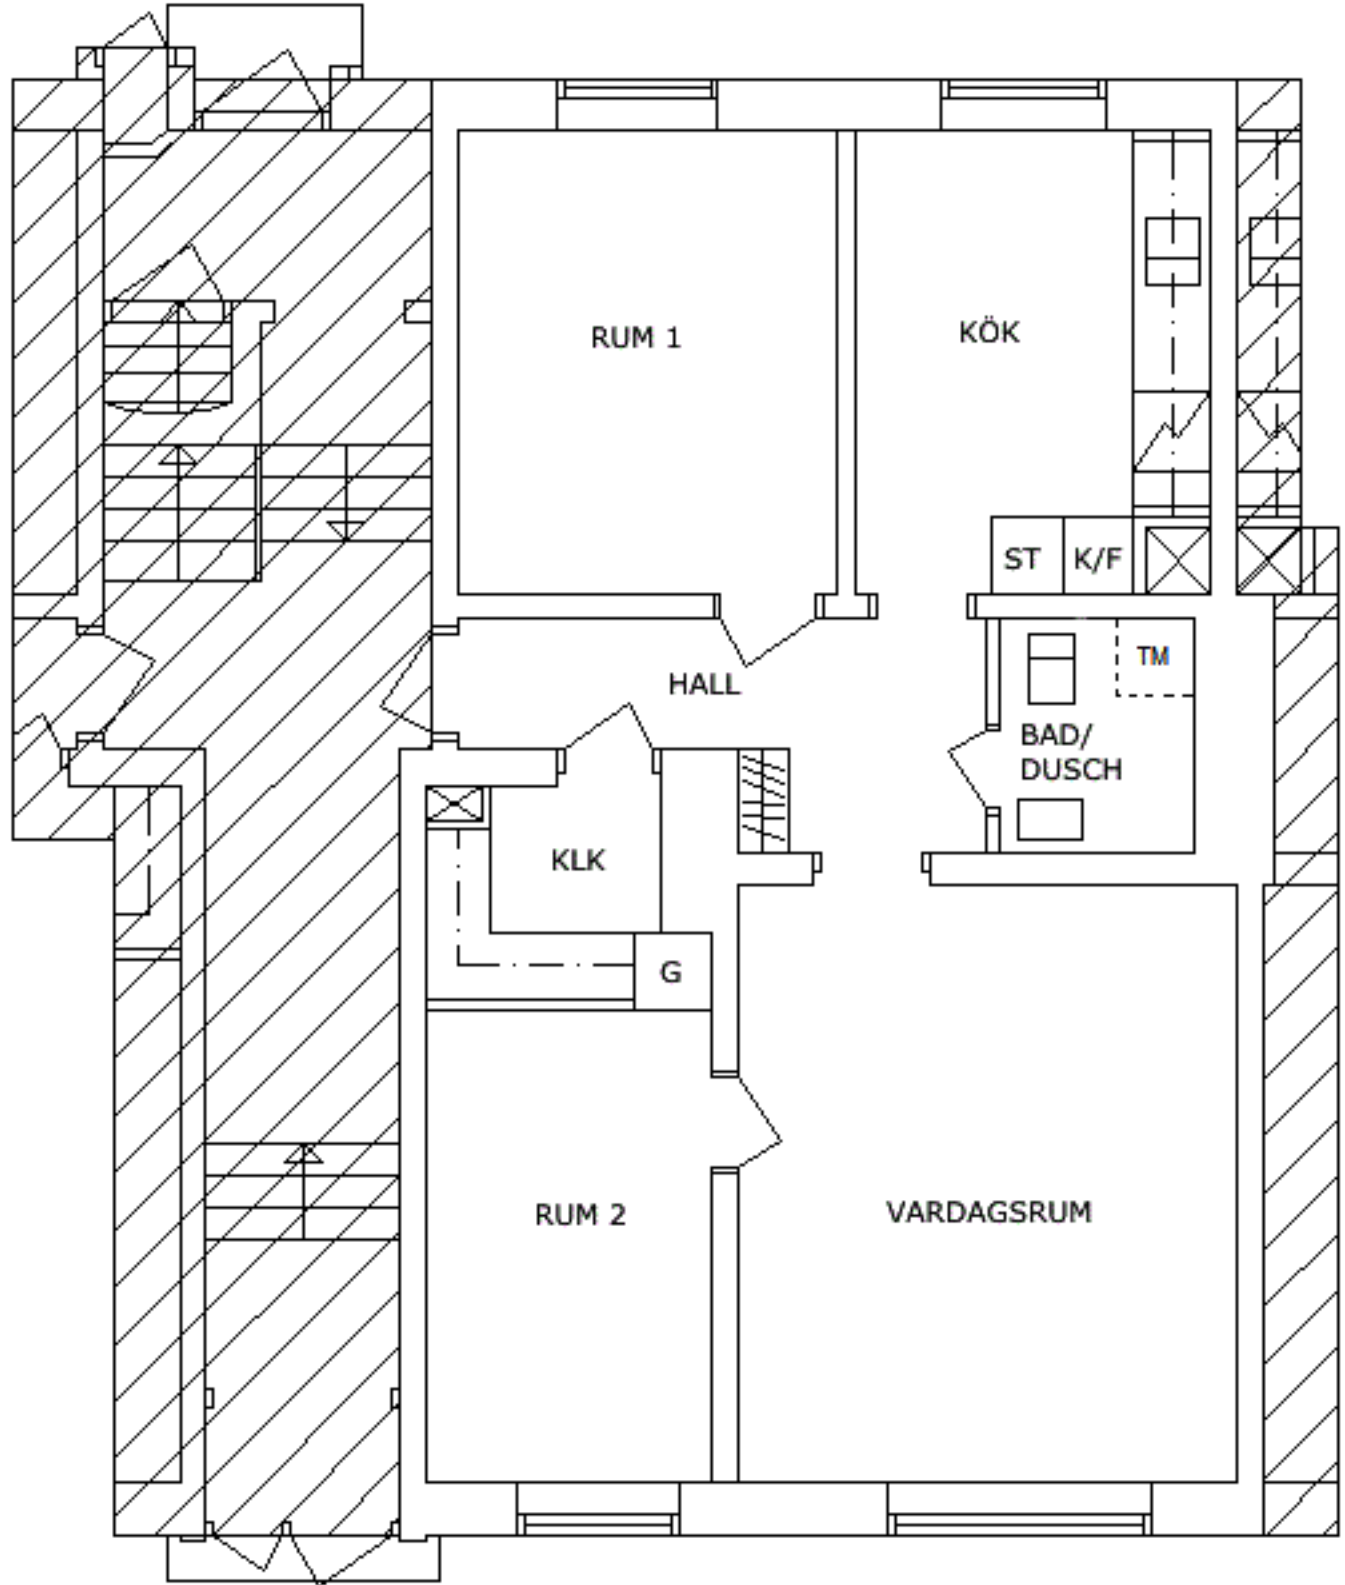 RUM 1
KÖK
ST
K/F
HALL
TM
BAD/
DUSCH
KLK
G
RUM 2
VARDAGSRUM